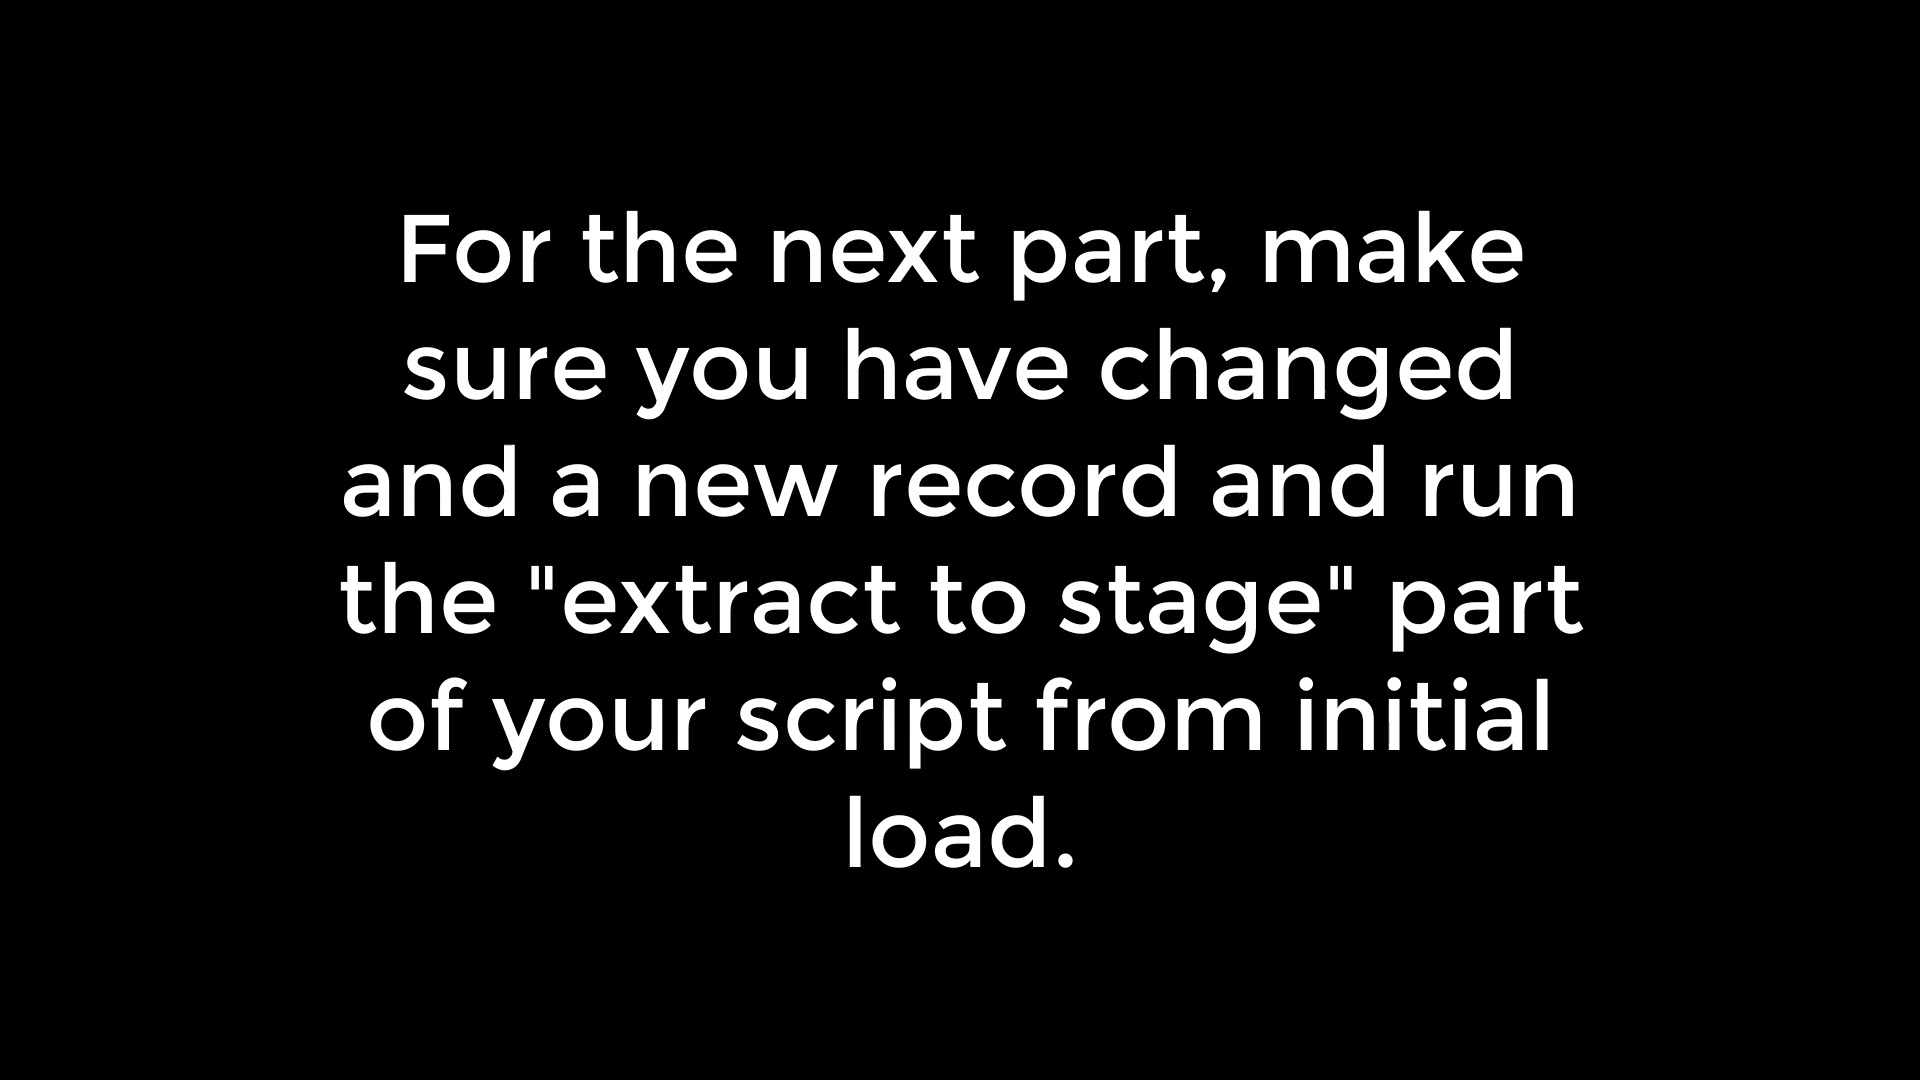 For the next part, make
sure you have changed
and a new record and run
the "extract to stage" part
of your script from initial
load.